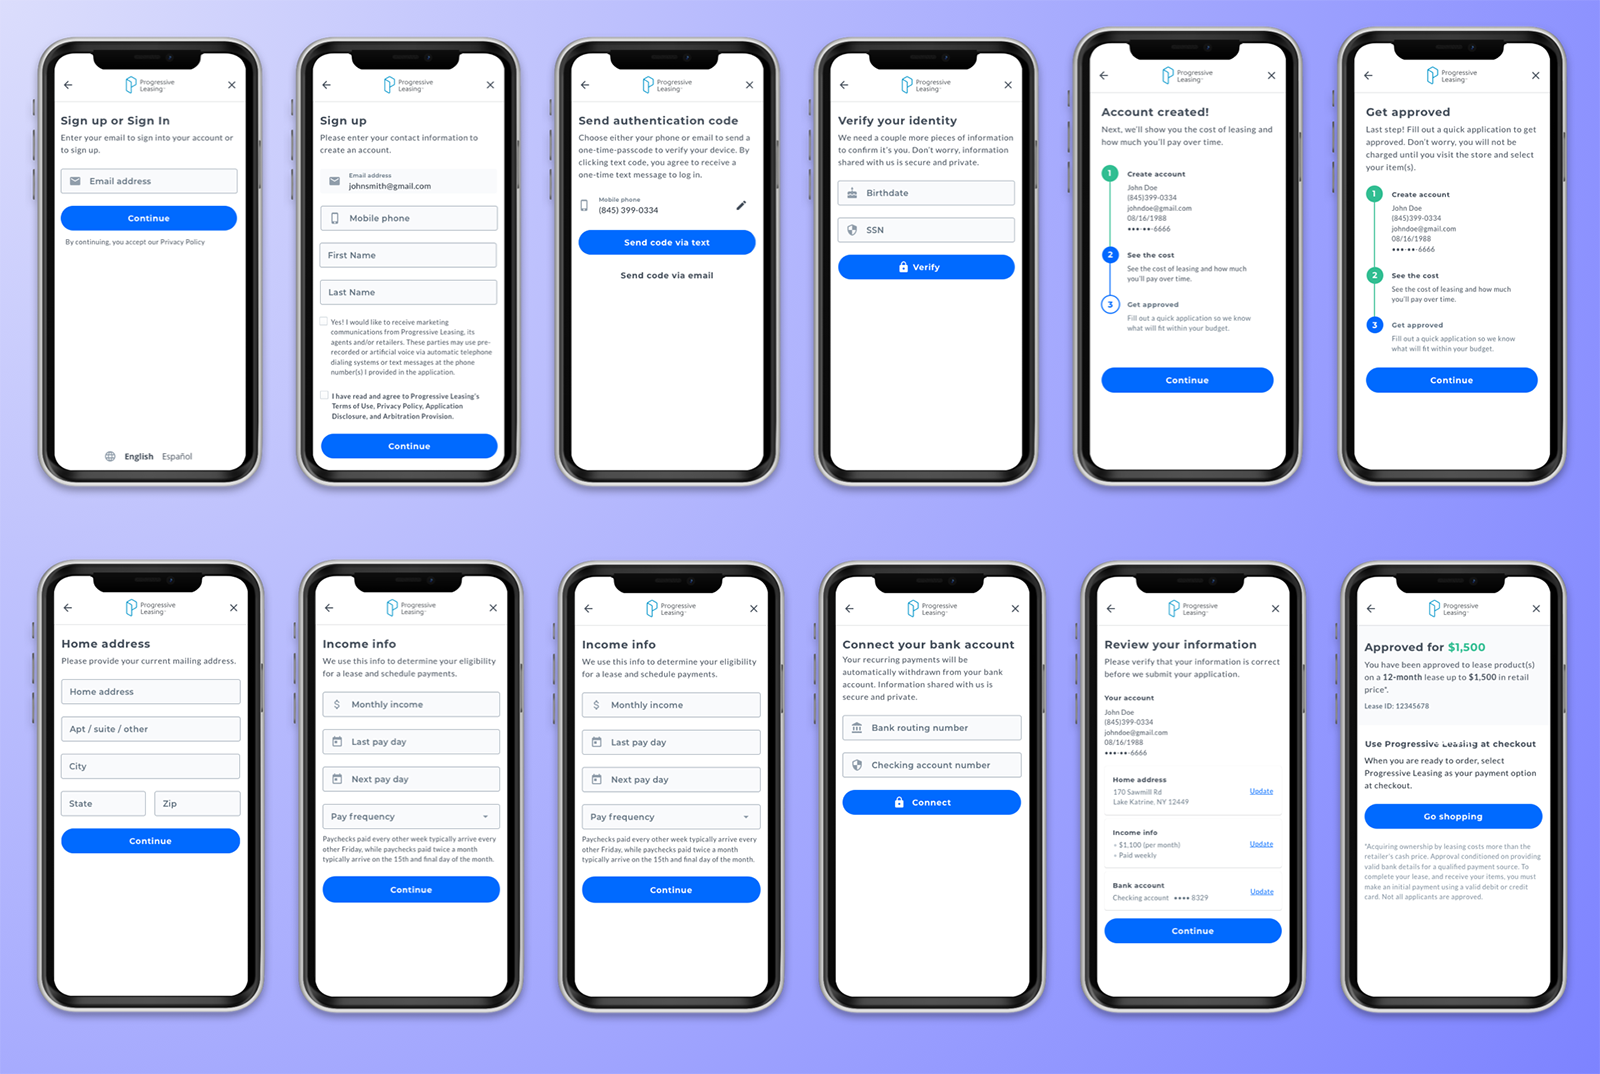 Progressive
Leasing
Sign up or Sign In
Enter your email to sign into your account or
to sign up.
Email address
Continue
By continuing, you accept our Privacy Policy
English Español
Progressive
Leasing
Sign up
Please enter your contact information to
create an account.
Email address
johnsmith@gmail.com
Mobile phone
First Name
Last Name
Yes! I would like to receive marketing
communications from Progressive Leasing, its
agents and/or retailers. These parties may use pre-
recorded or artificial voice via automatic telephone
dialing systems or text messages at the phone
number(s) I provided in the application.
I have read and agree to Progressive Leasing's
Terms of Use, Privacy Policy, Application
Disclosure, and Arbitration Provision.
Continue
Progressive
Leasing
Send authentication code
Choose either your phone or email to send a
one-time-passcode to verify your device. By
clicking text code, you agree to receive a
one-time text message to log in.
Mobile phone
(845) 399-0334
Send code via text
Send code via email
Progressive
Leasing
Verify your identity
We need a couple more pieces of information
to confirm it's you. Don't worry, information
shared with us is secure and private.
Birthdate
SSN
Verify
Progressive
Leasing
Account created!
Next, we'll show you the cost of leasing and
how much you'll pay over time.
1 Create account
John Doe
(845)399-0334
johndoe@gmail.com
08/16/1988
•••-••-6666
2 See the cost
See the cost of leasing and how much
you'll pay over time.
3 Get approved
Fill out a quick application so we know
what will fit within your budget.
Continue
Progressive
Leasing
Get approved
Last step! Fill out a quick application to get
approved. Don't worry, you will not be
charged until you visit the store and select
your item(s).
1 Create account
John Doe
(845)399-0334
johndoe@gmail.com
08/16/1988
•••-••-6666
2 See the cost
See the cost of leasing and how much
you'll pay over time.
3 Get approved
Fill out a quick application so we know
what will fit within your budget.
Continue
Progressive
Leasing
Home address
Please provide your current mailing address.
Home address
Apt / suite / other
City
State Zip
Continue
Progressive
Leasing
Income info
We use this info to determine your eligibility
for a lease and schedule payments.
$ Monthly income
Last pay day
Next pay day
Pay frequency
Paychecks paid every other week typically arrive every
other Friday, while paychecks paid twice a month
typically arrive on the 15th and final day of the month.
Continue
Progressive
Leasing
Income info
We use this info to determine your eligibility
for a lease and schedule payments.
$ Monthly income
Last pay day
Next pay day
Pay frequency
Paychecks paid every other week typically arrive every
other Friday, while paychecks paid twice a month
typically arrive on the 15th and final day of the month.
Continue
Progressive
Leasing
Connect your bank account
Your recurring payments will be
automatically withdrawn from your bank
account. Information shared with us is
secure and private.
Bank routing number
Checking account number
Connect
Progressive
Leasing
Review your information
Please verify that your information is correct
before we submit your application.
Your account
John Doe
(845)399-0334
johndoe@gmail.com
08/16/1988
•••-••-6666
Home address
170 Sawmill Rd
Lake Katrine, NY 12449
Update
Income info
• $1,100 (per month)
• Paid weekly
Update
Bank account
Checking account •••• 8329
Update
Continue
Progressive
Leasing
Approved for $1,500
You have been approved to lease product(s)
on a 12-month lease up to $1,500 in retail
price*.
Lease ID: 12345678
Use Progressive Leasing at checkout
When you are ready to order, select
Progressive Leasing as your payment option
at checkout.
Go shopping
*Acquiring ownership by leasing costs more than the
retailer's cash price. Approval conditioned on providing
valid bank details for a qualified payment source. To
complete your lease, and receive your items, you must
make an initial payment using a valid debit or credit
card. Not all applicants are approved.